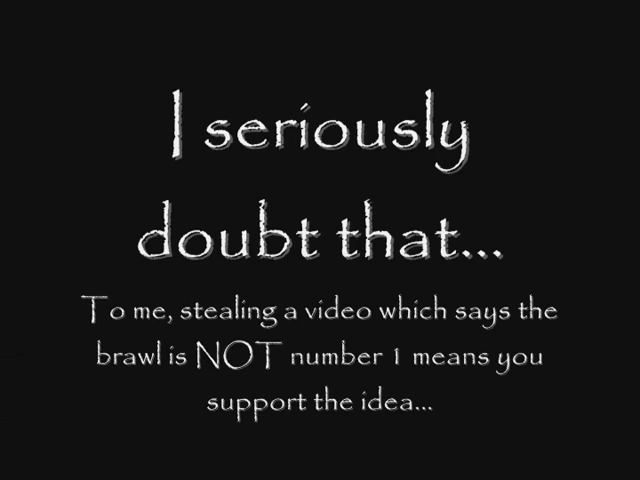 I seriously
doubt that...
To me, stealing a video which says the
brawl is NOT number 1 means you
support the idea...